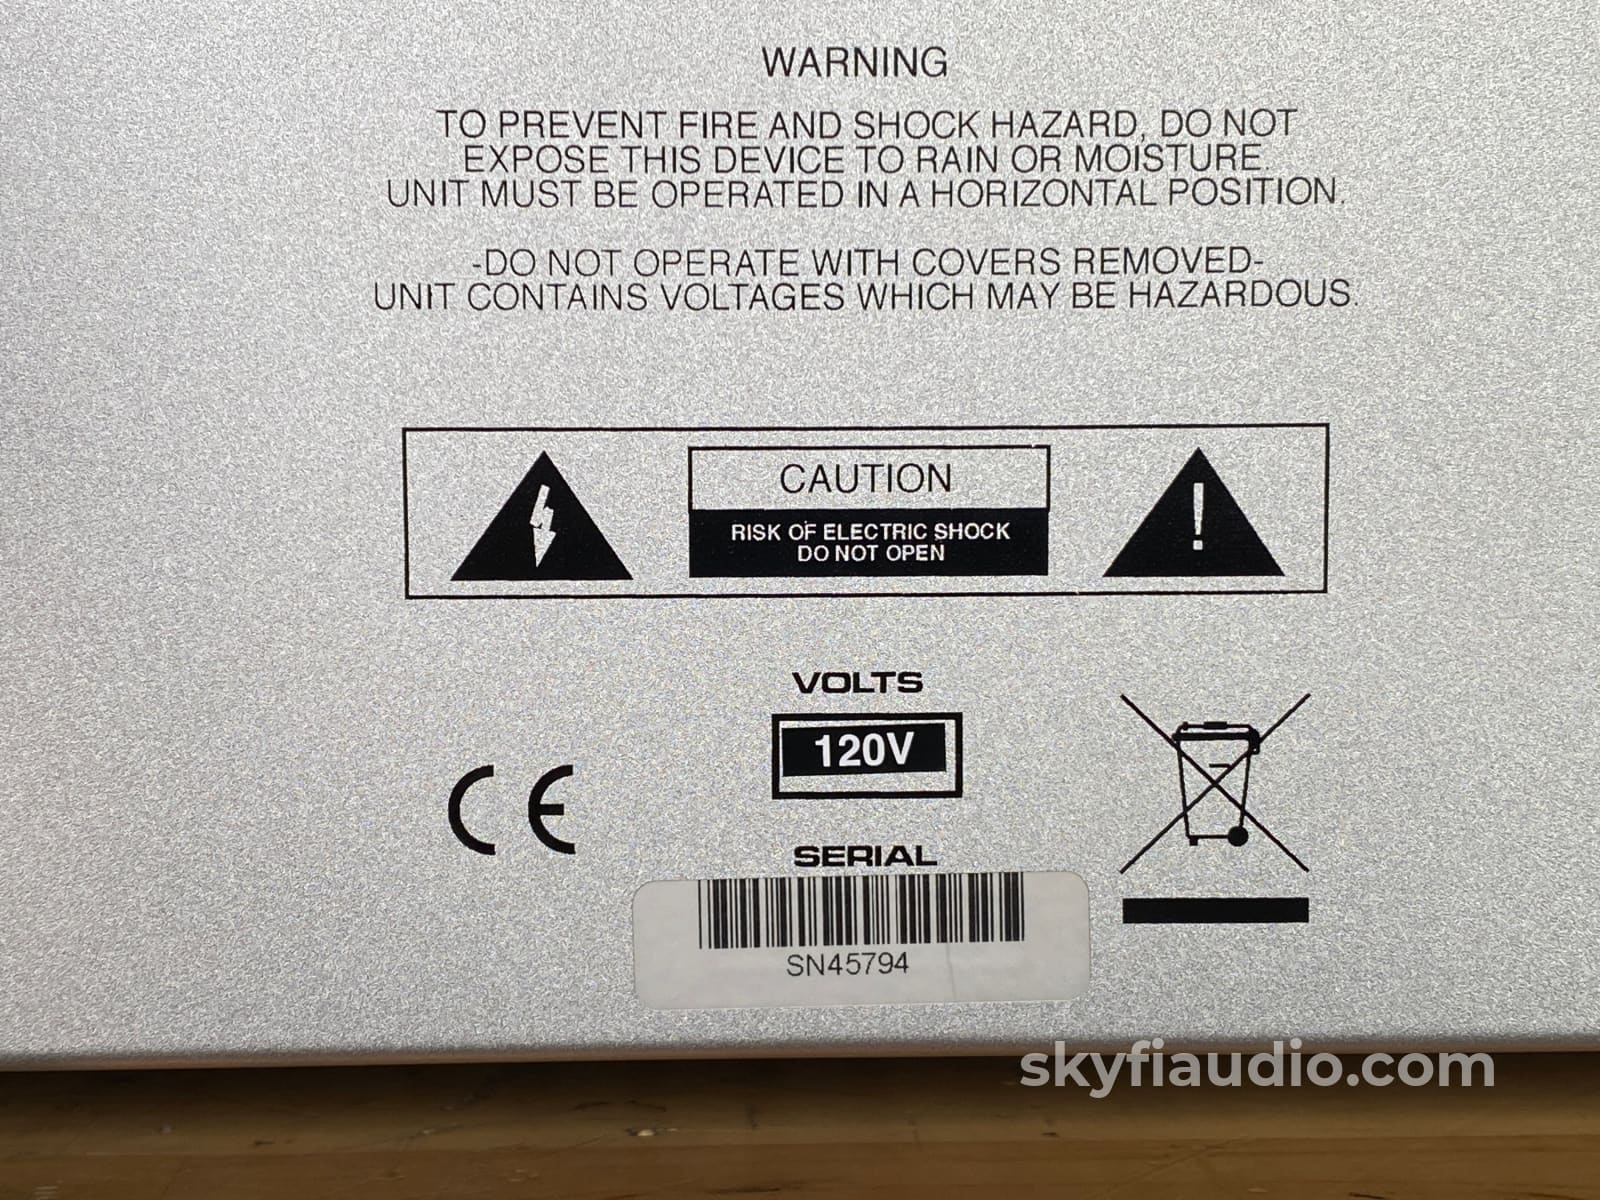 WARNING
TO PREVENT FIRE AND SHOCK HAZARD, DO NOT
EXPOSE THIS DEVICE TO RAIN OR MOISTURE.
UNIT MUST BE OPERATED IN A HORIZONTAL POSITION.
-DO NOT OPERATE WITH COVERS REMOVED-
UNIT CONTAINS VOLTAGES WHICH MAY BE HAZARDOUS.
CAUTION
RISK OF ELECTRIC SHOCK
DO NOT OPEN
VOLTS
120V
CE
SERIAL
SN45794
skyfiaudio.com